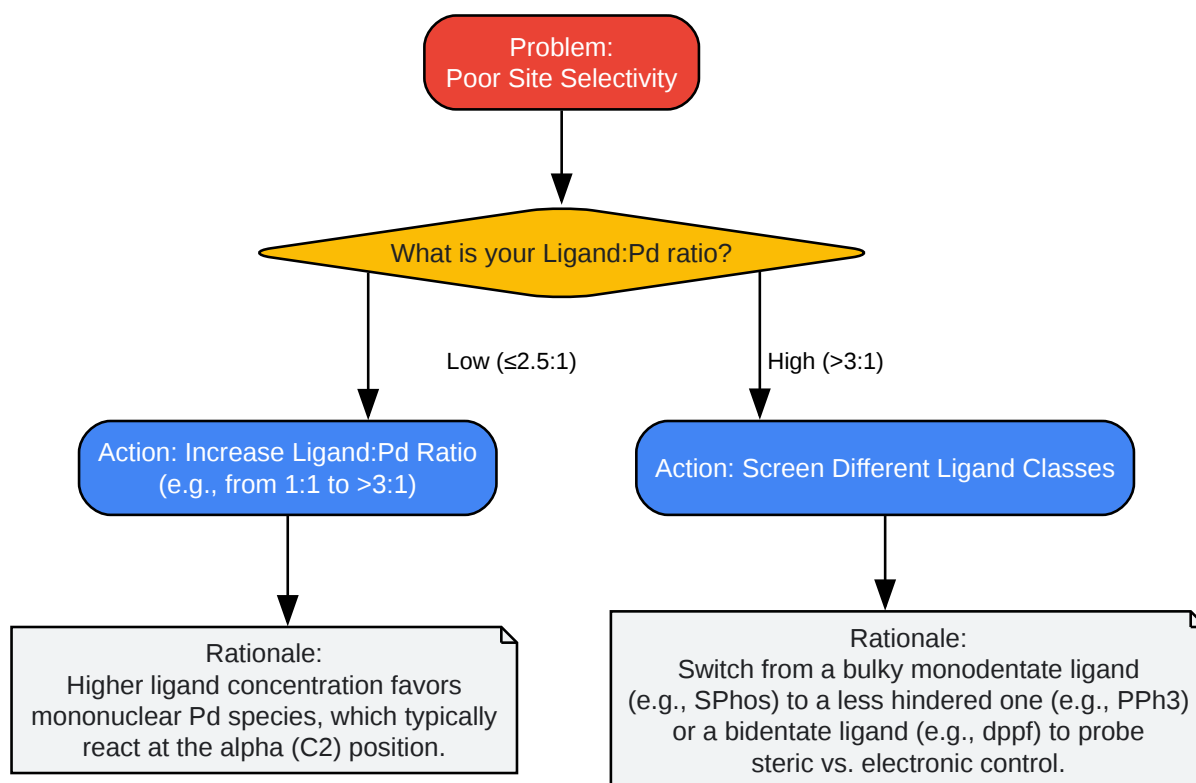 Problem:
Poor Site Selectivity
What is your Ligand:Pd ratio?
Low (≤2.5:1)
High (>3:1)
Action: Increase Ligand:Pd Ratio
(e.g., from 1:1 to >3:1)
Action: Screen Different Ligand Classes
Rationale:
Higher ligand concentration favors
mononuclear Pd species, which typically
react at the alpha (C2) position.
Rationale:
Switch from a bulky monodentate ligand
(e.g., SPhos) to a less hindered one (e.g., PPh3)
or a bidentate ligand (e.g., dppf) to probe
steric vs. electronic control.